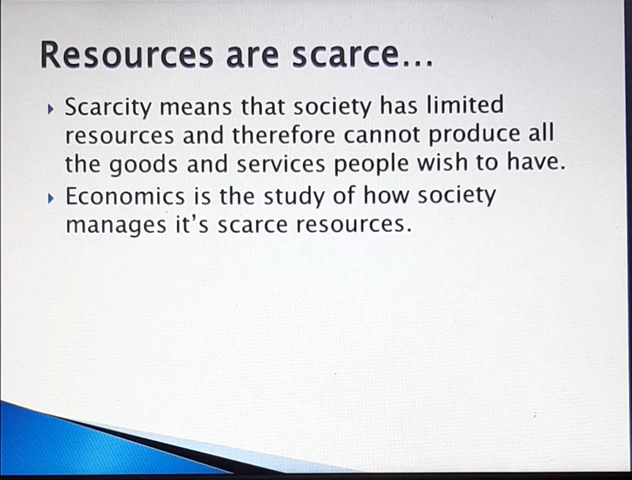 Resources are scarce...
Scarcity means that society has limited
resources and therefore cannot produce all
the goods and services people wish to have.
Economics is the study of how society
manages it's scarce resources.